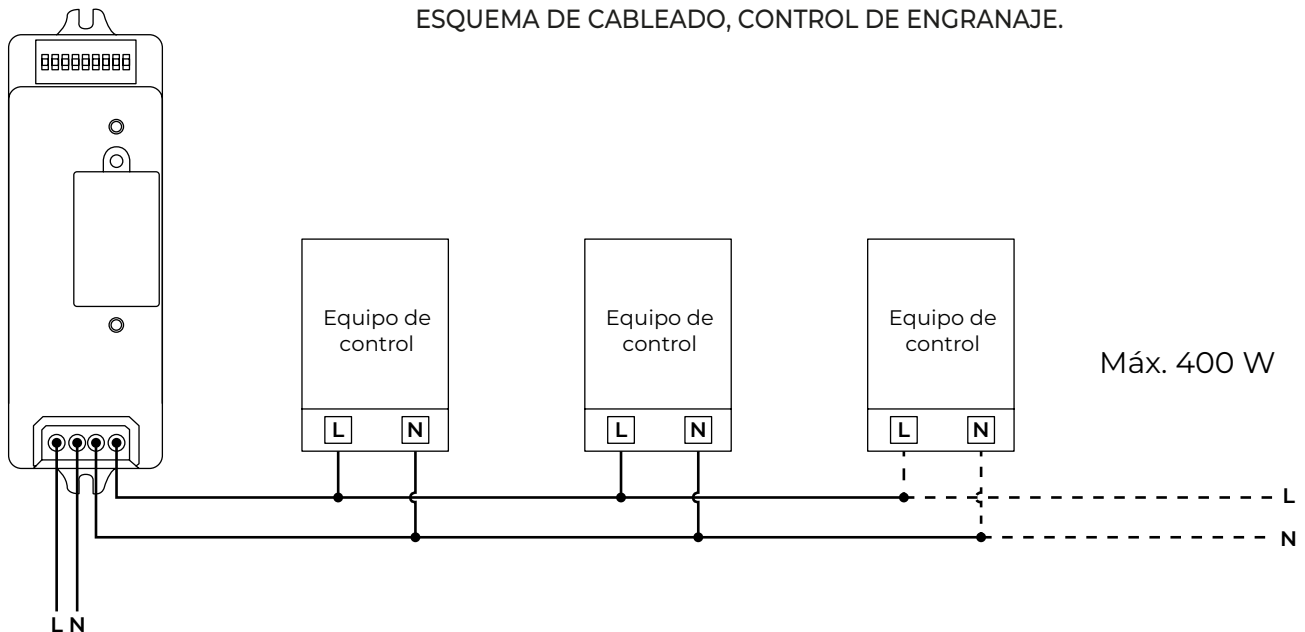 ESQUEMA DE CABLEADO, CONTROL DE ENGRANAJE.
Equipo de
control
Equipo de
control
Equipo de
control
Máx. 400 W
L N
L N
L N
L
N
L N